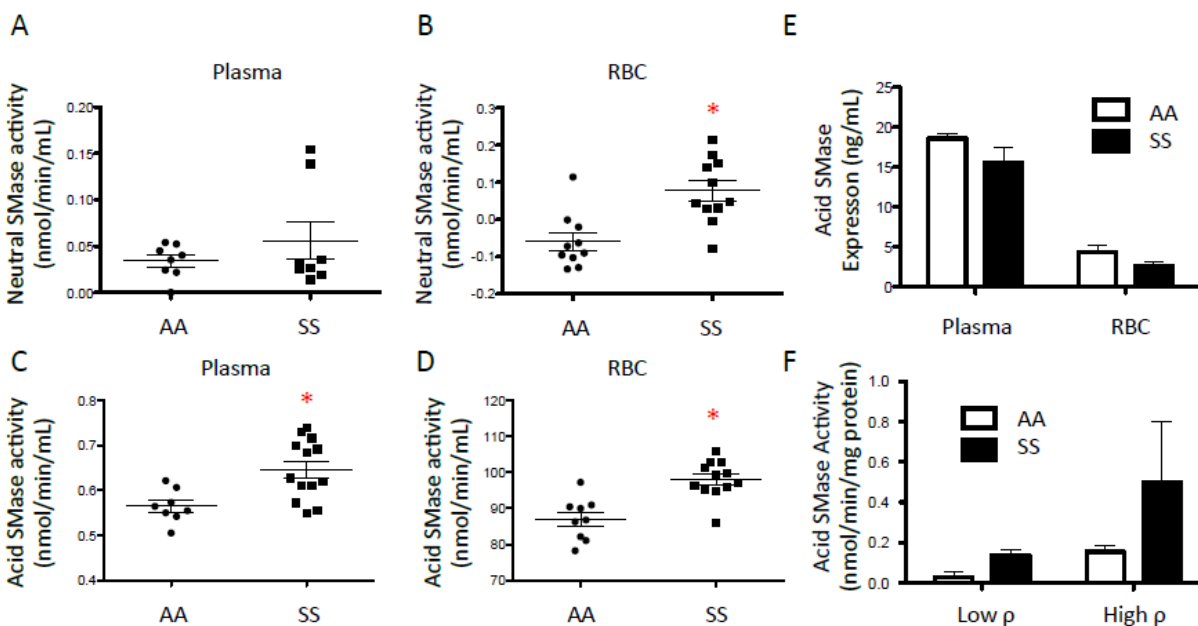 A
Plasma
Neutral SMase activity
(nmol/min/mL)
0.20
0.15
0.10
0.05
0.00
AA
SS
B
RBC
*
Neutral SMase activity
(nmol/min/mL)
0.3
0.2
0.1
0.0
-0.1
-0.2
AA
SS
E
Acid SMase
Expresson (ng/mL)
25
20
15
10
5
0
AA
SS
Plasma
RBC
C
Plasma
*
Acid SMase activity
(nmol/min/mL)
0.8
0.7
0.6
0.5
0.4
AA
SS
D
RBC
*
Acid SMase activity
(nmol/min/mL)
120
110
100
90
80
70
AA
SS
F
Acid SMase Activity
(nmol/min/mg protein)
1.0
0.8
0.6
0.4
0.2
0.0
AA
SS
Low ρ
High ρ